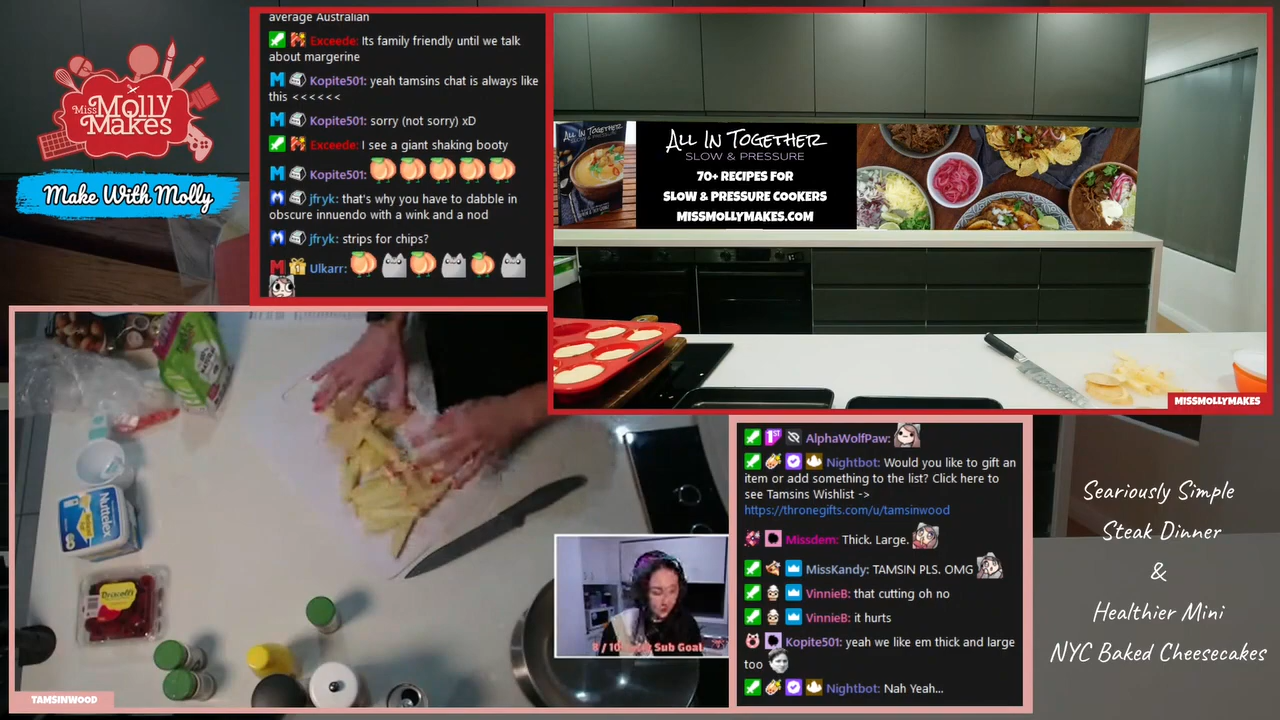 Miss
Molly
Makes
Make With Molly
average Australian
Exceede: Its family friendly until we talk
about margerine
Kopite501: yeah tamsins chat is always like
this <<<<<<
Kopite501: sorry (not sorry) xD
Exceede: I see a giant shaking booty
Kopite501:
jfryk: that's why you have to dabble in
obscure innuendo with a wink and a nod
jfryk: strips for chips?
Ulkarr:
ALL IN TOGETHER
SLOW & PRESSURE
ALL IN TOGETHER
SLOW & PRESSURE
70+ RECIPES FOR
SLOW & PRESSURE COOKERS
MISSMOLLYMAKES.COM
MISSMOLLYMAKES
Nuttelex
Driscoll's
TAMSINWOOD
Sub Goal
1ST
AlphaWolfPaw:
Nightbot: Would you like to gift an
item or add something to the list? Click here to
see Tamsins Wishlist ->
https://thronegifts.com/u/tamsinwood
Missdem: Thick. Large.
MissKandy: TAMSIN PLS. OMG
VinnieB: that cutting oh no
VinnieB: it hurts
Kopite501: yeah we like em thick and large
too
Nightbot: Nah Yeah...
Seariously Simple
Steak Dinner
&
Healthier Mini
NYC Baked Cheesecakes